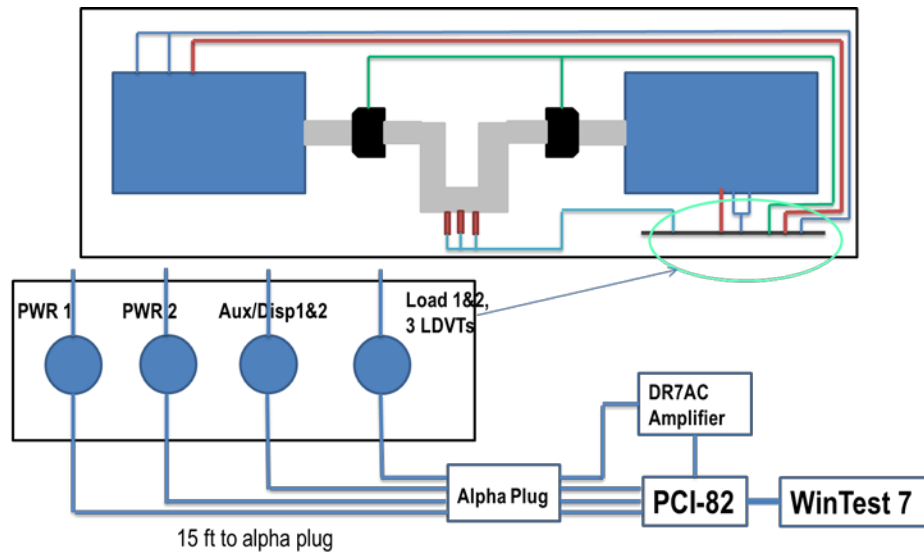 PWR 1
PWR 2
Aux/Disp1&2
Load 1&2,
3 LDVTs
DR7AC
Amplifier
Alpha Plug
PCI-82
WinTest 7
15 ft to alpha plug